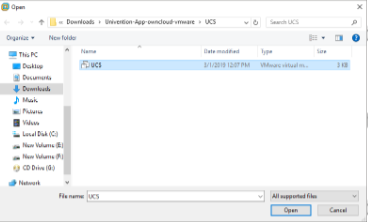 Open
« Downloads › Univention-App-owncloud-vmware › UCS
Search UCS
Organize
New folder
Name
Date modified
Type
Size
This PC
Desktop
Documents
Downloads
Music
Pictures
Videos
Local Disk (C:)
New Volume (E:)
New Volume (F:)
CD Drive (G:)
Network
UCS
3/1/2019 12:07 PM
VMware virtual m...
3 KB
File name:
UCS
All supported files
Open
Cancel